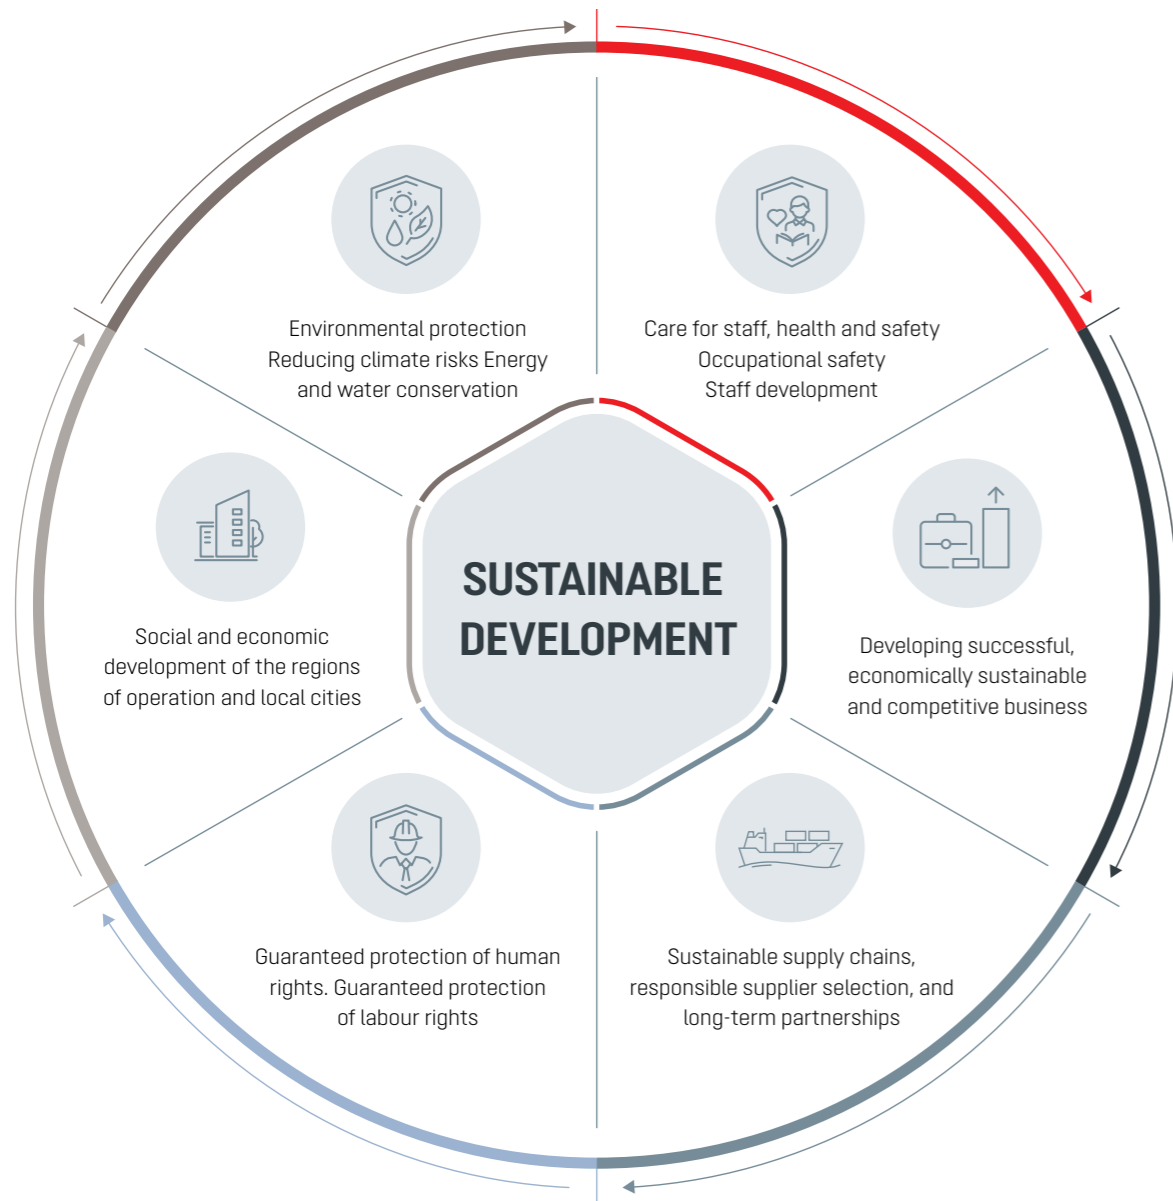 Environmental protection
Reducing climate risks Energy
and water conservation
Care for staff, health and safety
Occupational safety
Staff development
Social and economic
development of the regions
of operation and local cities
SUSTAINABLE
DEVELOPMENT
Developing successful,
economically sustainable
and competitive business
Guaranteed protection of human
rights. Guaranteed protection
of labour rights
Sustainable supply chains,
responsible supplier selection, and
long-term partnerships